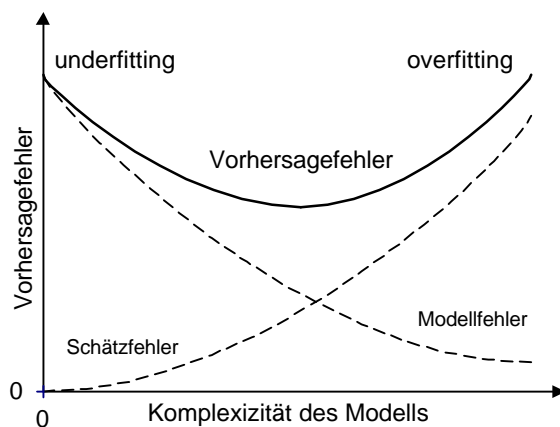 underfitting
overfitting
Vorhersagefehler
Vorhersagefehler
Modellfehler
Schätzfehler
0
0
Komplexizität des Modells